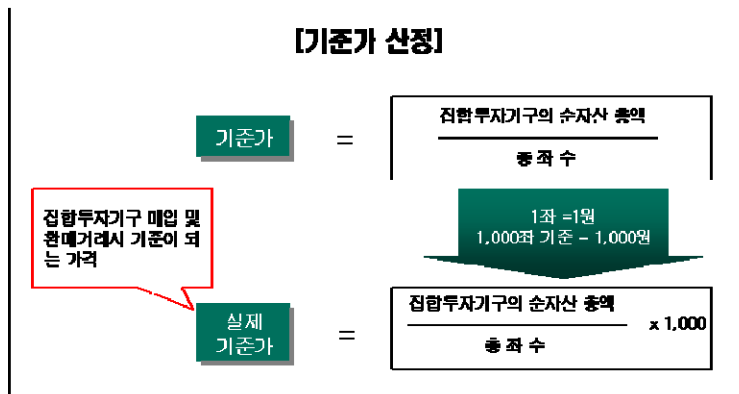 [기준가 산정]
기준가
=
집합투자기구의 순자산 총액
총 좌 수
집합투자기구 매입 및
환매거래시 기준이 되
는 가격
1좌 =1원
1,000좌 기준 – 1,000원
실제
기준가
=
집합투자기구의 순자산 총액
총 좌 수
x 1,000